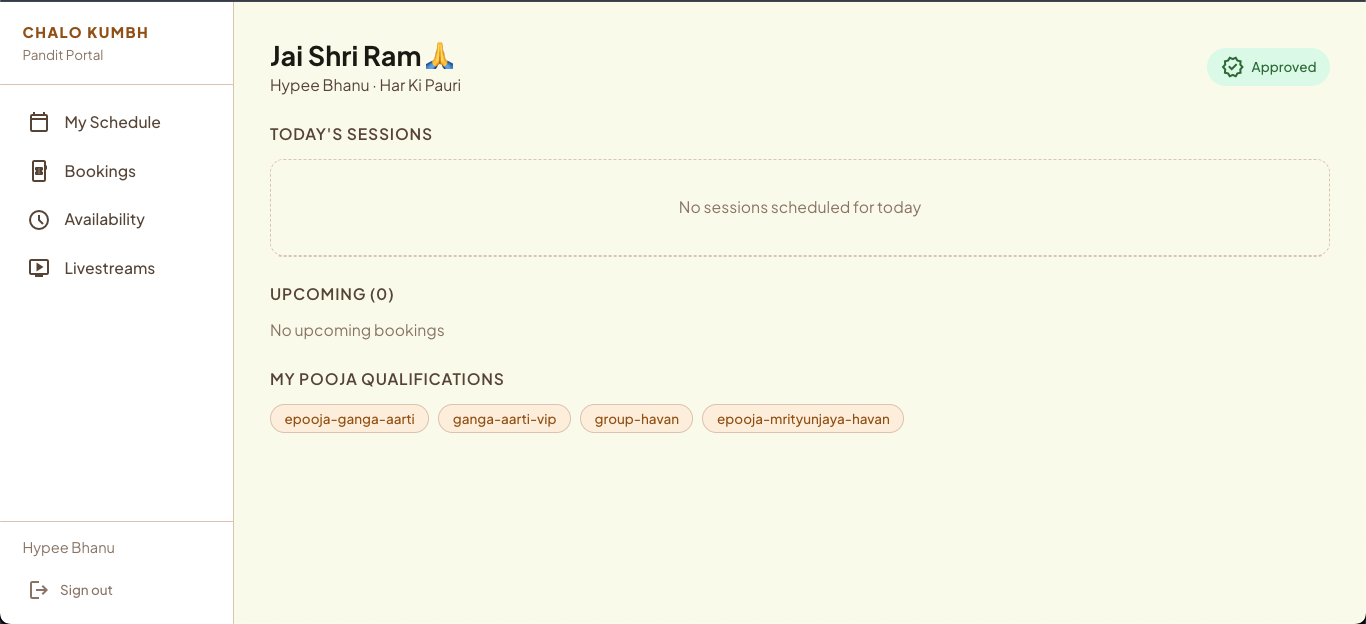 CHALO KUMBH
Pandit Portal
My Schedule
Bookings
Availability
Livestreams
Hypee Bhanu
Sign out
Jai Shri Ram🙏
Hypee Bhanu · Har Ki Pauri
Approved
TODAY'S SESSIONS
No sessions scheduled for today
UPCOMING (0)
No upcoming bookings
MY POOJA QUALIFICATIONS
epooja-ganga-aarti ganga-aarti-vip group-havan epooja-mrityunjaya-havan